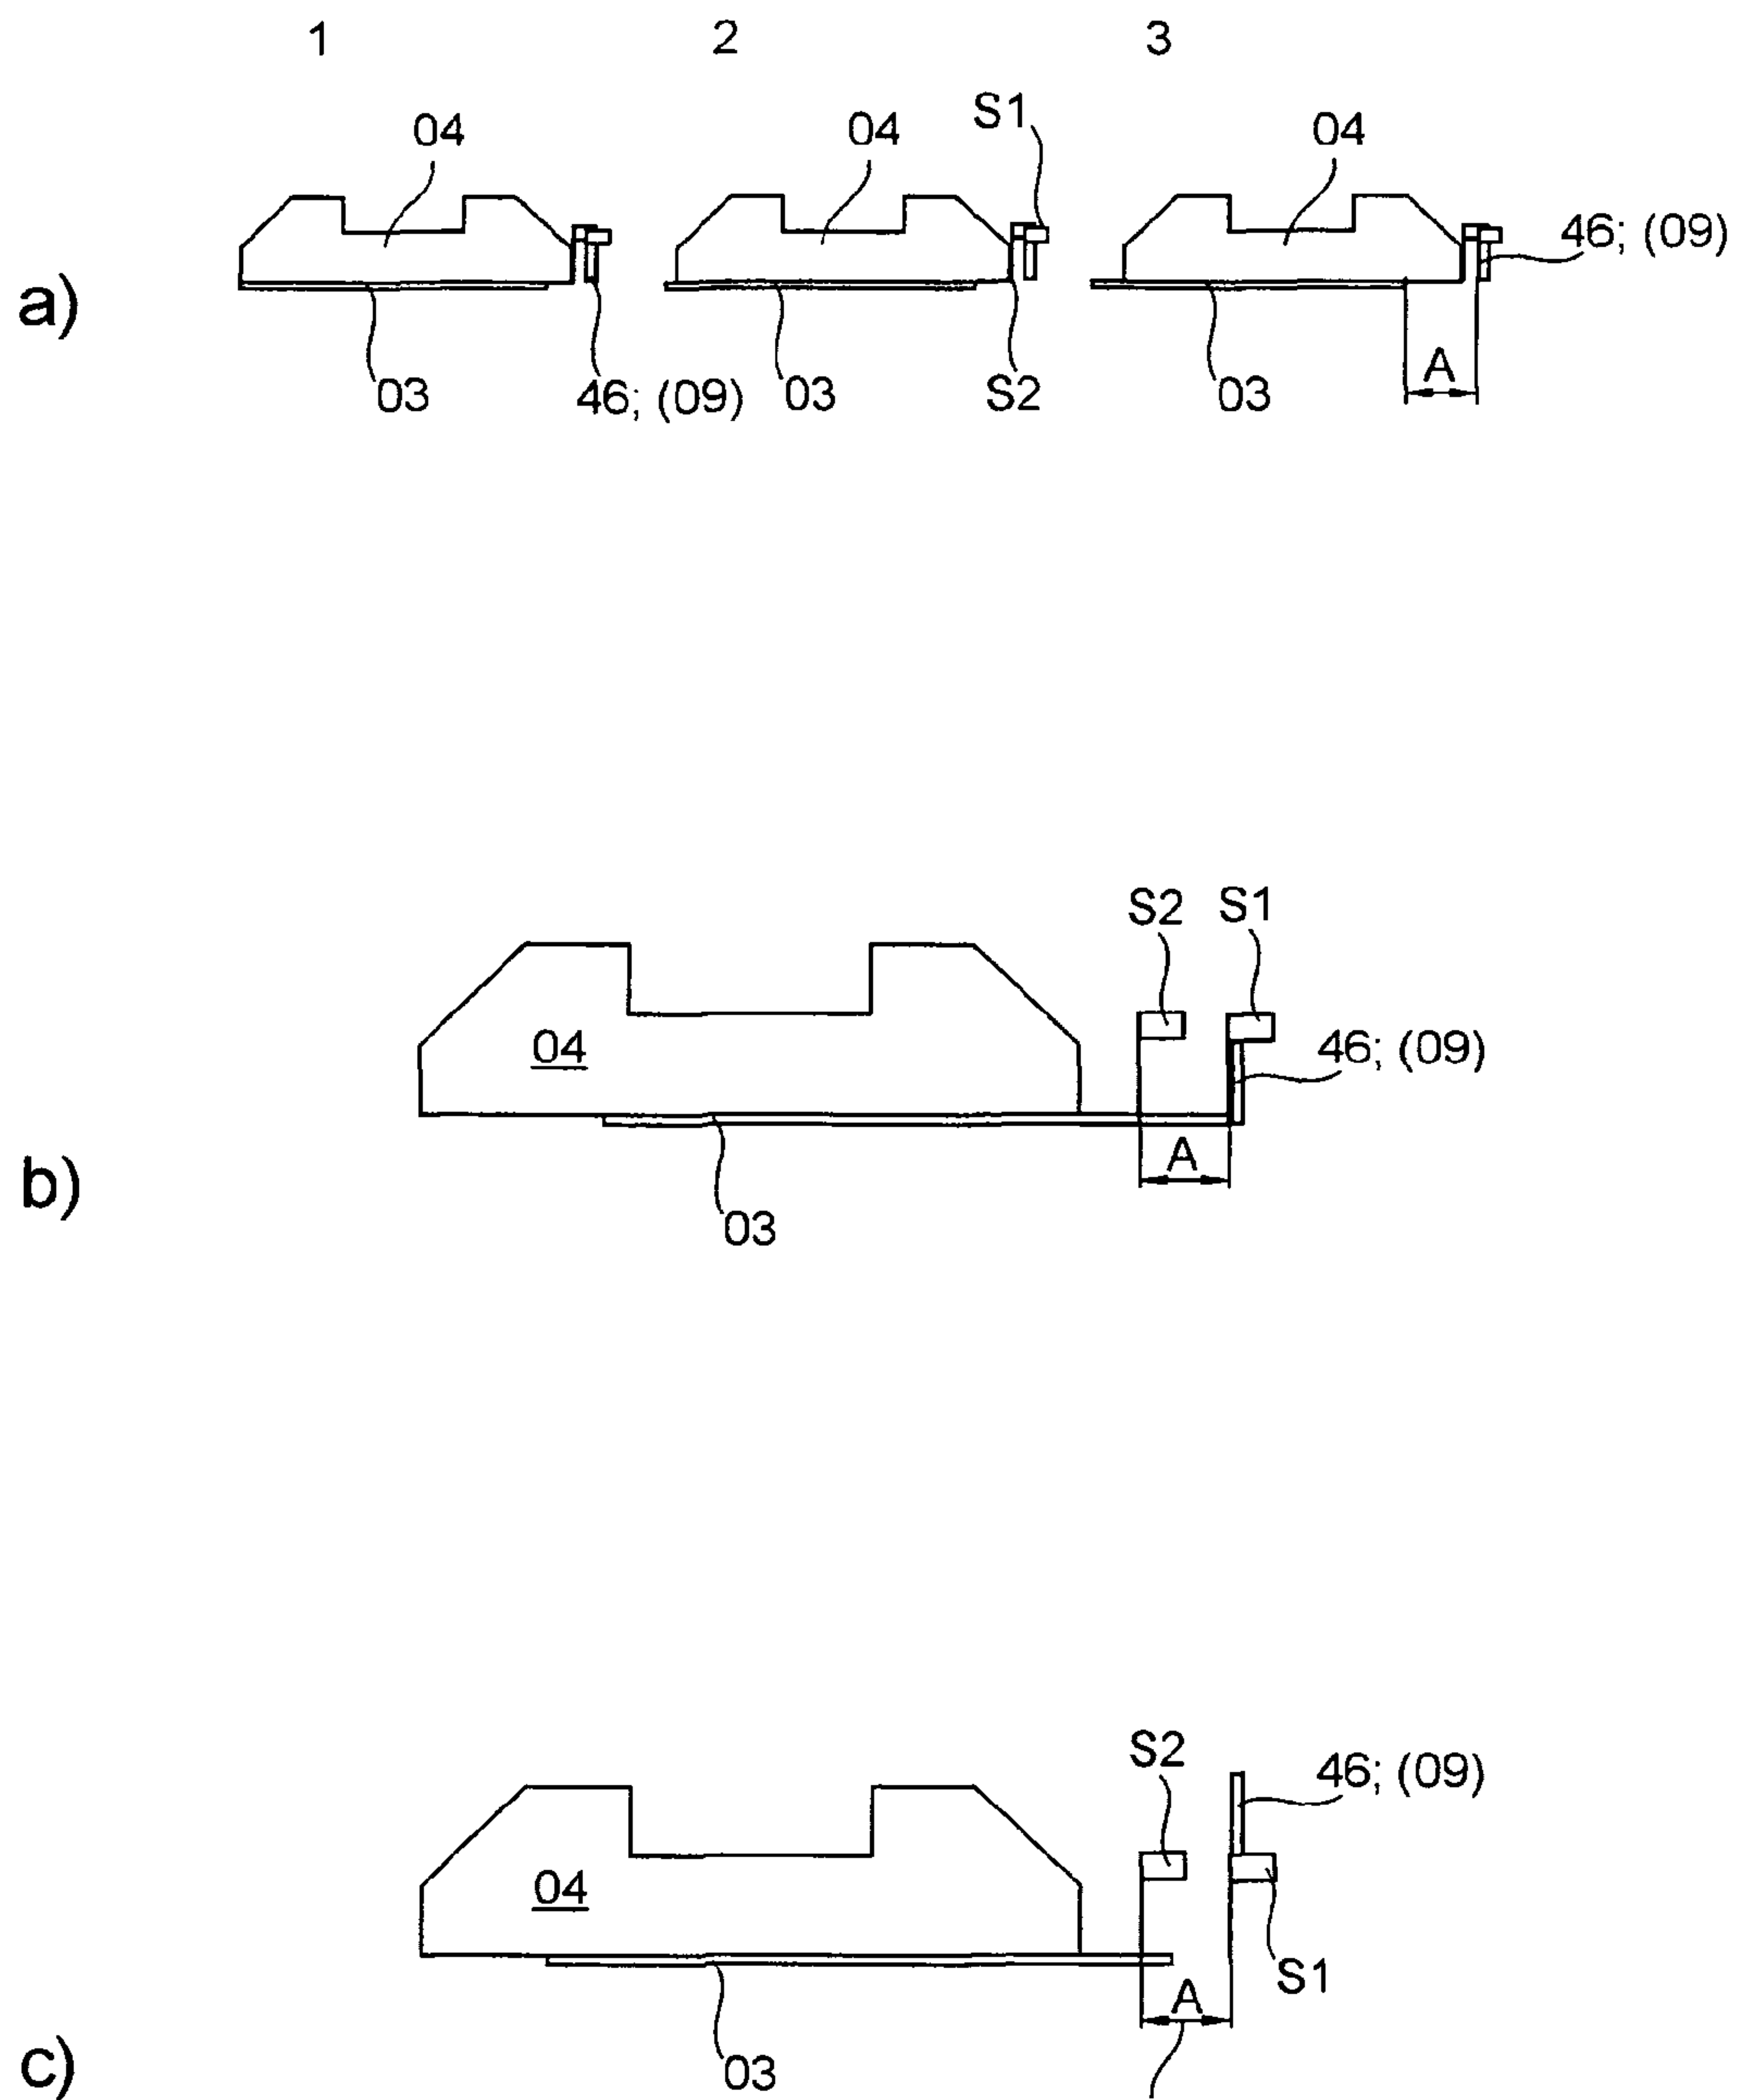 1 2 3
04 04 S1 04
46; (09)
a)
03 46; (09) 03 S2 03 A
S2 S1
04 46; (09)
b) A
03
S2 46; (09)
04
S1
A
c) 03